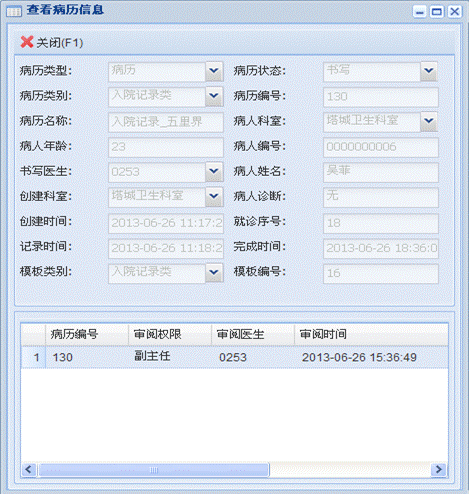 查看病历信息
关闭(F1)
病历类型: 病历 病历状态: 书写
病历类别: 入院记录类 病历编号: 130
病历名称: 入院记录_五里界 病人科室: 塔城卫生科室
病人年龄: 23 病人编号: 0000000006
书写医生: 0253 病人姓名: 吴菲
创建科室: 塔城卫生科室 病人诊断: 无
创建时间: 2013-06-26 11:17:2 就诊序号: 18
记录时间: 2013-06-26 11:18:2 完成时间: 2013-06-26 18:36:0
模板类别: 入院记录类 模板编号: 16
病历编号 审阅权限 审阅医生 审阅时间
1 130 副主任 0253 2013-06-26 15:36:49